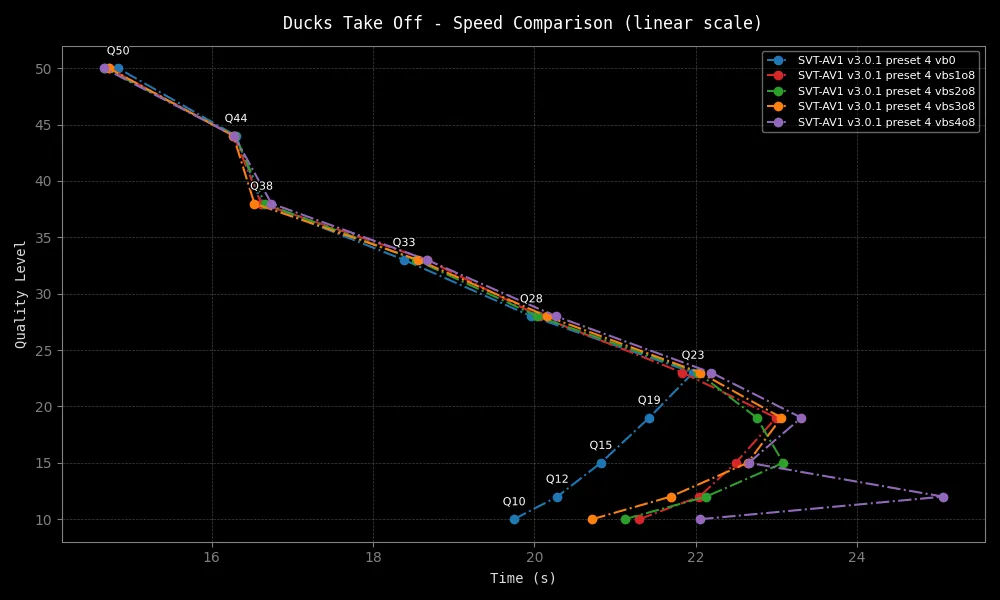 Ducks Take Off - Speed Comparison (linear scale)
SVT-AV1 v3.0.1 preset 4 vb0
SVT-AV1 v3.0.1 preset 4 vbs1o8
SVT-AV1 v3.0.1 preset 4 vbs2o8
SVT-AV1 v3.0.1 preset 4 vbs3o8
SVT-AV1 v3.0.1 preset 4 vbs4o8
Q50
Q44
Q38
Q33
Q28
Q23
Q19
Q15
Q12
Q10
Quality Level
50
45
40
35
30
25
20
15
10
16
18
20
22
24
Time (s)